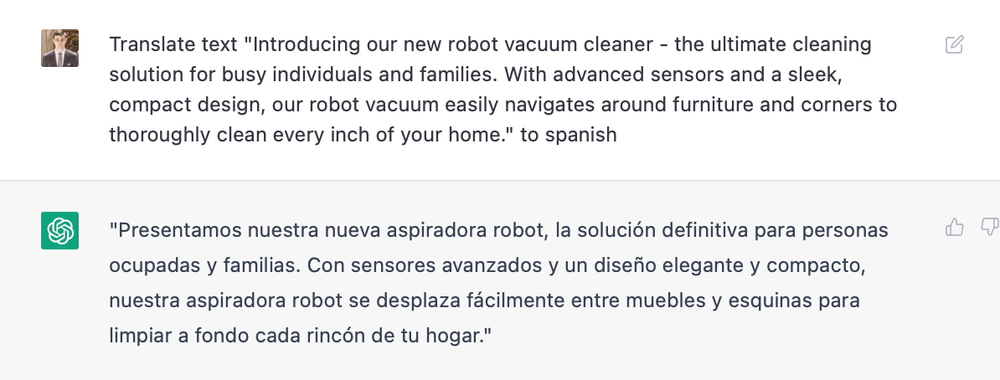 Translate text "Introducing our new robot vacuum cleaner - the ultimate cleaning
solution for busy individuals and families. With advanced sensors and a sleek,
compact design, our robot vacuum easily navigates around furniture and corners to
thoroughly clean every inch of your home." to spanish
"Presentamos nuestra nueva aspiradora robot, la solución definitiva para personas
ocupadas y familias. Con sensores avanzados y un diseño elegante y compacto,
nuestra aspiradora robot se desplaza fácilmente entre muebles y esquinas para
limpiar a fondo cada rincón de tu hogar."